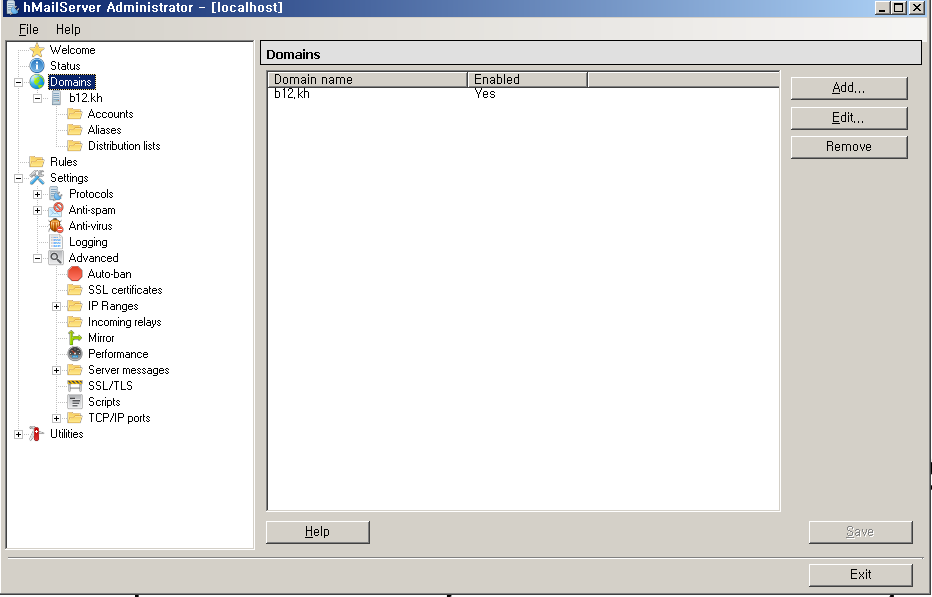 hMailServer Administrator - [localhost]
File Help
Welcome
Status
Domains
b12.kh
Accounts
Aliases
Distribution lists
Rules
Settings
Protocols
Anti-spam
Anti-virus
Logging
Advanced
Auto-ban
SSL certificates
IP Ranges
Incoming relays
Mirror
Performance
Server messages
SSL/TLS
Scripts
TCP/IP ports
Utilities
Domains
Domain name Enabled
b12.kh Yes
Add...
Edit...
Remove
Help
Save
Exit